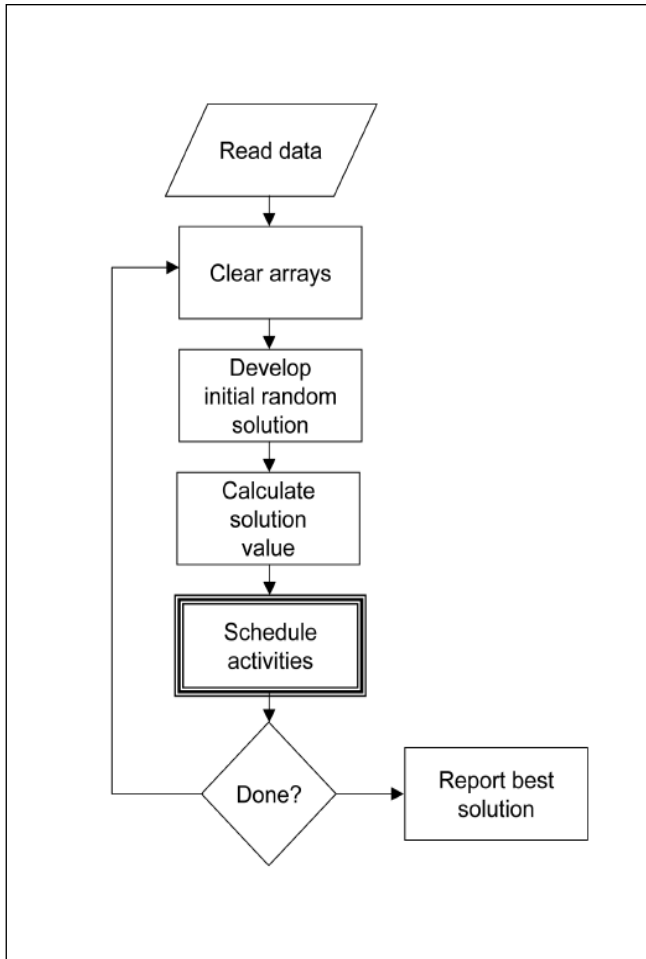 Read data
Clear arrays
Develop
initial random
solution
Calculate
solution
value
Schedule
activities
Done?
Report best
solution